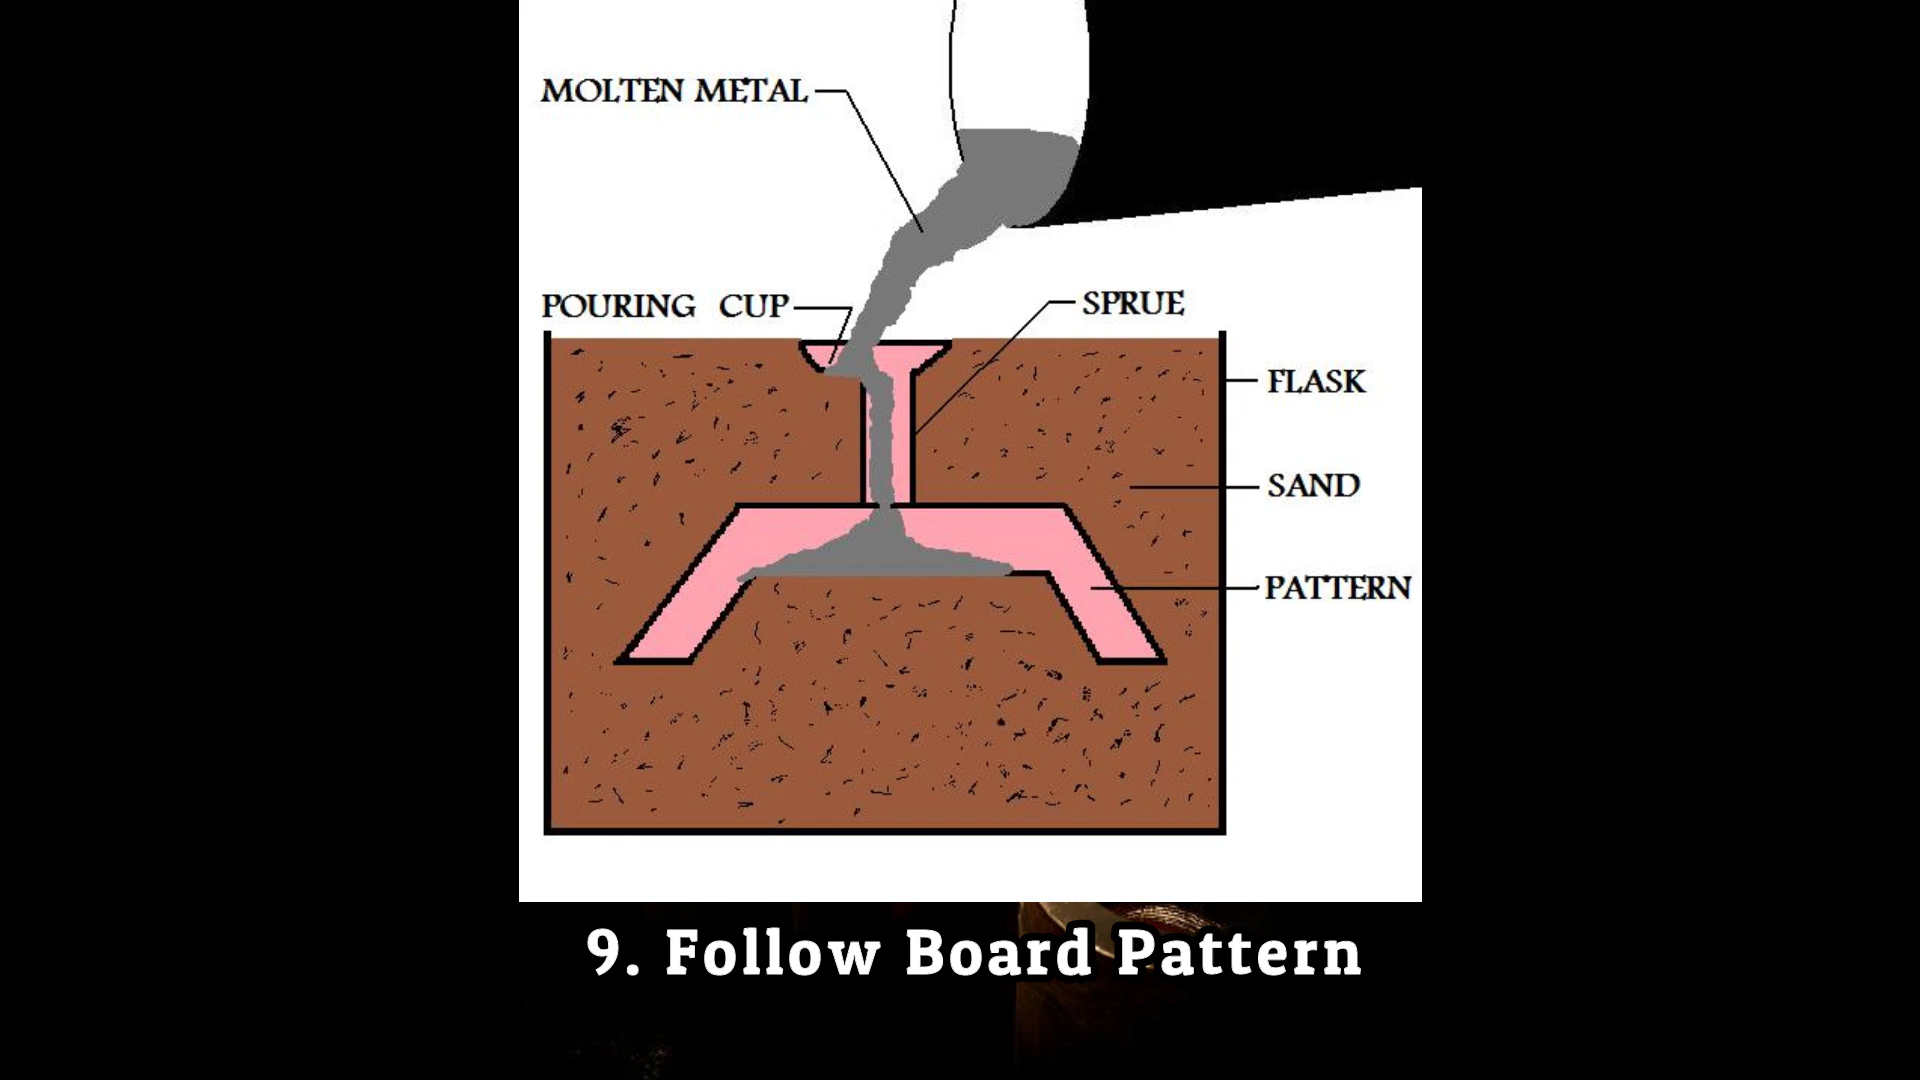 MOLTEN METAL
POURING CUP
SPRUE
FLASK
SAND
PATTERN
9. Follow Board Pattern